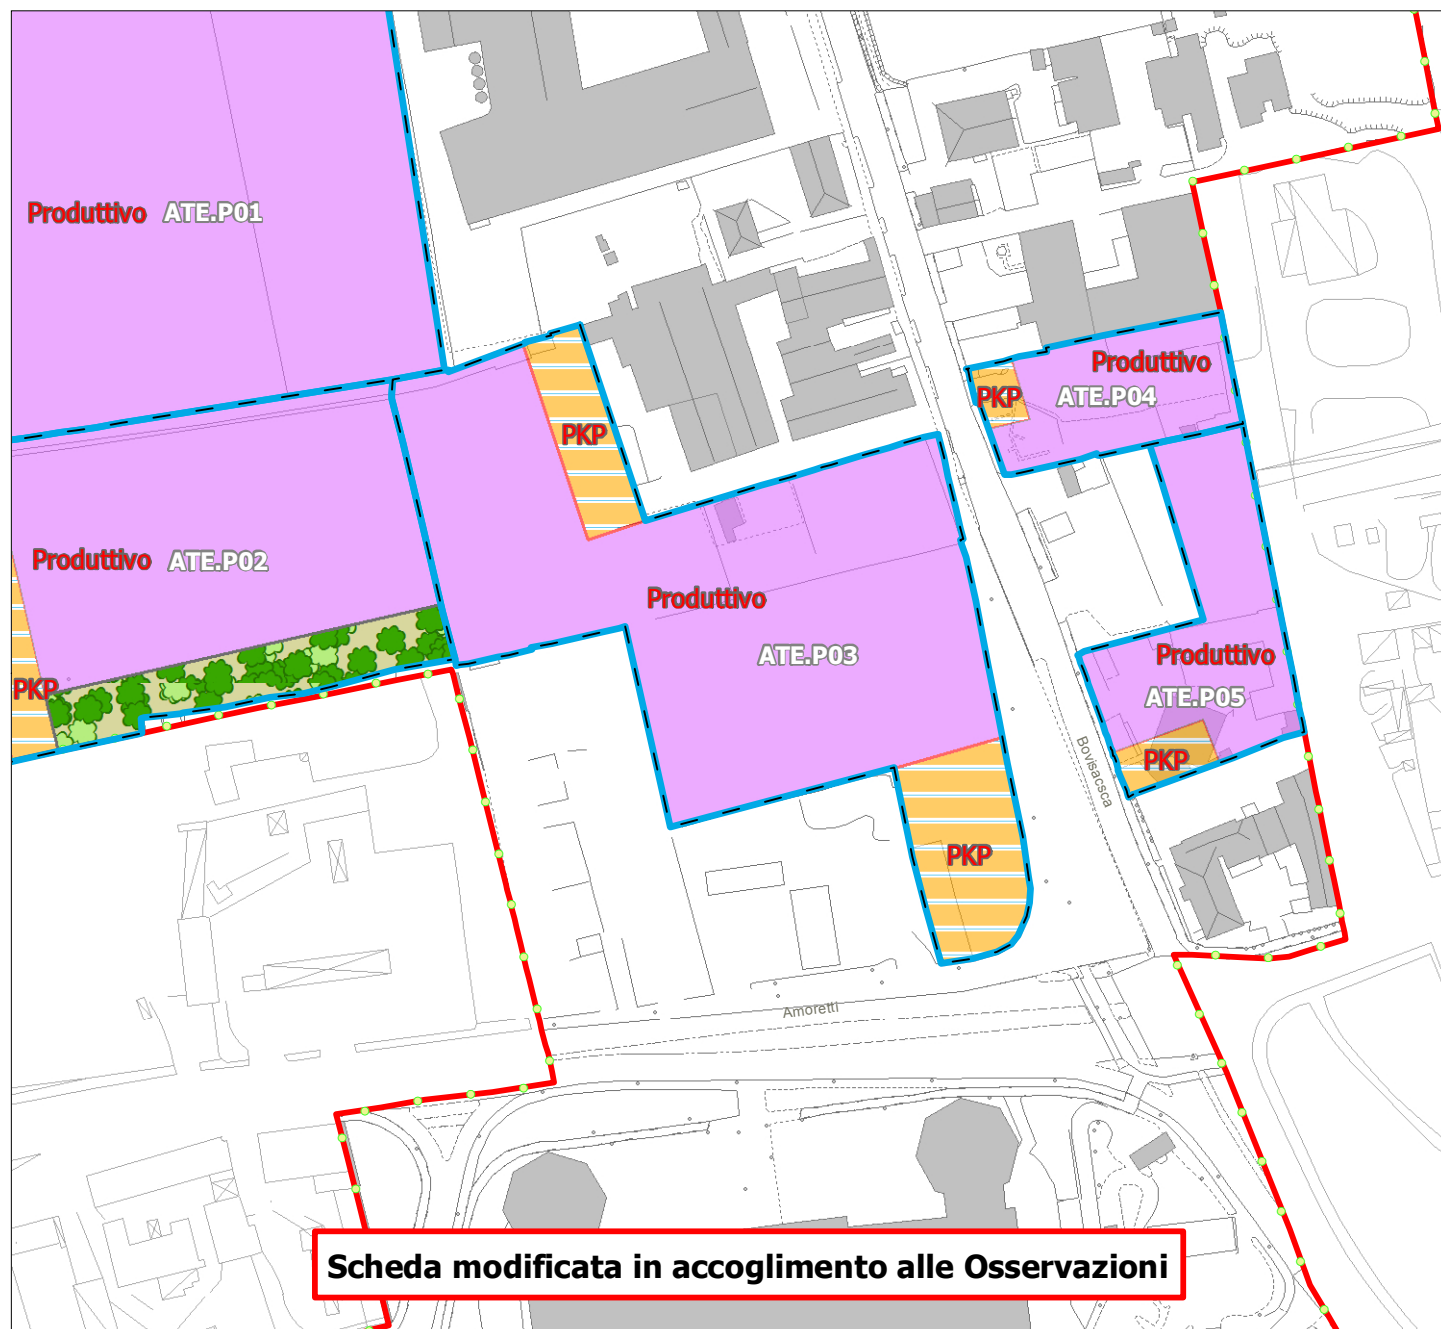 Produttivo ATE.P01
Produttivo
PKP
ATE.P04
PKP
Produttivo ATE.P02
Produttivo
ATE.P03
Produttivo
ATE.P05
PKP
Bovisacsca
PKP
PKP
Amoretti
Scheda modificata in accoglimento alle Osservazioni